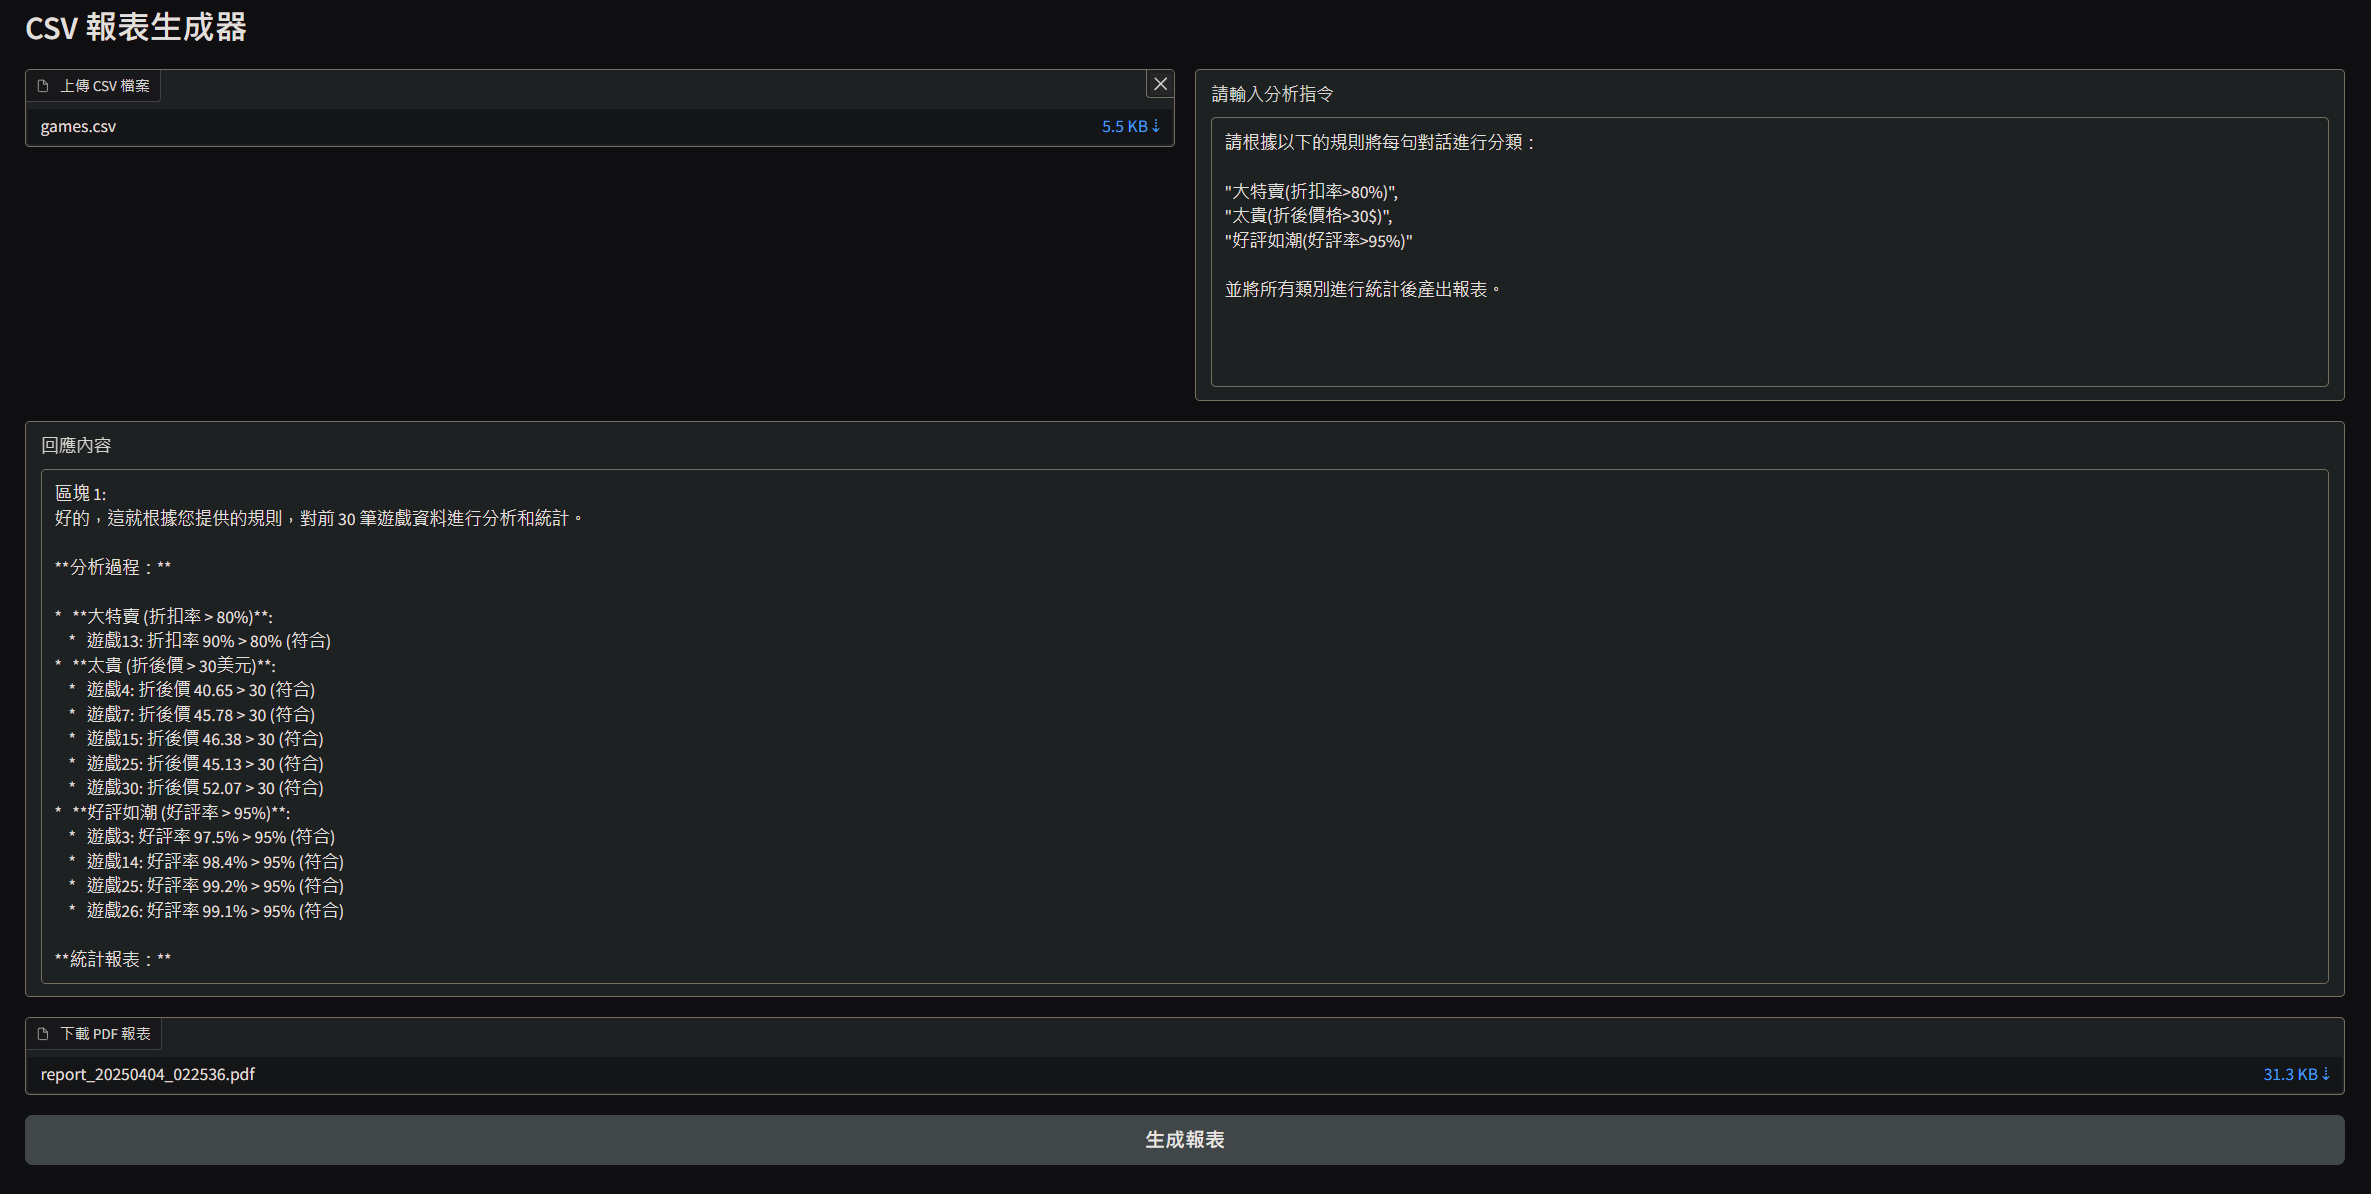 CSV 報表生成器
上傳 CSV 檔案
games.csv
5.5 KB ⇣
請輸入分析指令
請根據以下的規則將每句對話進行分類：
"大特賣(折扣率>80%)",
"太貴(折後價格>30$)",
"好評如潮(好評率>95%)"
並將所有類別進行統計後產出報表。
回應內容
區塊 1:
好的，這就根據您提供的規則，對前 30 筆遊戲資料進行分析和統計。
**分析過程：**
* **大特賣 (折扣率 > 80%)**:
* 遊戲13: 折扣率 90% > 80% (符合)
* **太貴 (折後價 > 30美元)**:
* 遊戲4: 折後價 40.65 > 30 (符合)
* 遊戲7: 折後價 45.78 > 30 (符合)
* 遊戲15: 折後價 46.38 > 30 (符合)
* 遊戲25: 折後價 45.13 > 30 (符合)
* 遊戲30: 折後價 52.07 > 30 (符合)
* **好評如潮 (好評率 > 95%)**:
* 遊戲3: 好評率 97.5% > 95% (符合)
* 遊戲14: 好評率 98.4% > 95% (符合)
* 遊戲25: 好評率 99.2% > 95% (符合)
* 遊戲26: 好評率 99.1% > 95% (符合)
**統計報表：**
下載 PDF 報表
report_20250404_022536.pdf
31.3 KB ⇣
生成報表